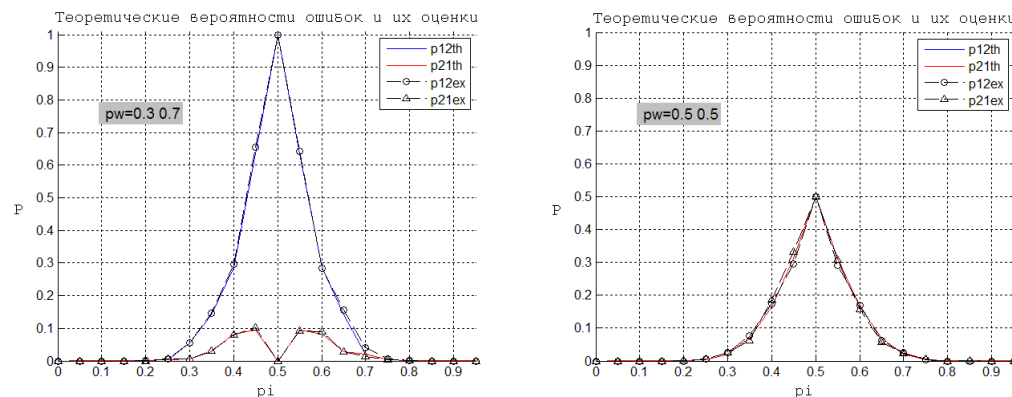 Теоретические вероятности ошибок и их оценки
1
0.9
0.8
0.7
0.6
0.5
0.4
0.3
0.2
0.1
0
P
0 0.1 0.2 0.3 0.4 0.5 0.6 0.7 0.8 0.9
pi
pw=0.3 0.7
p12th
p21th
p12ex
p21ex
Теоретические вероятности ошибок и их оценки
1
0.9
0.8
0.7
0.6
0.5
0.4
0.3
0.2
0.1
0
P
0 0.1 0.2 0.3 0.4 0.5 0.6 0.7 0.8 0.9
pi
pw=0.5 0.5
p12th
p21th
p12ex
p21ex